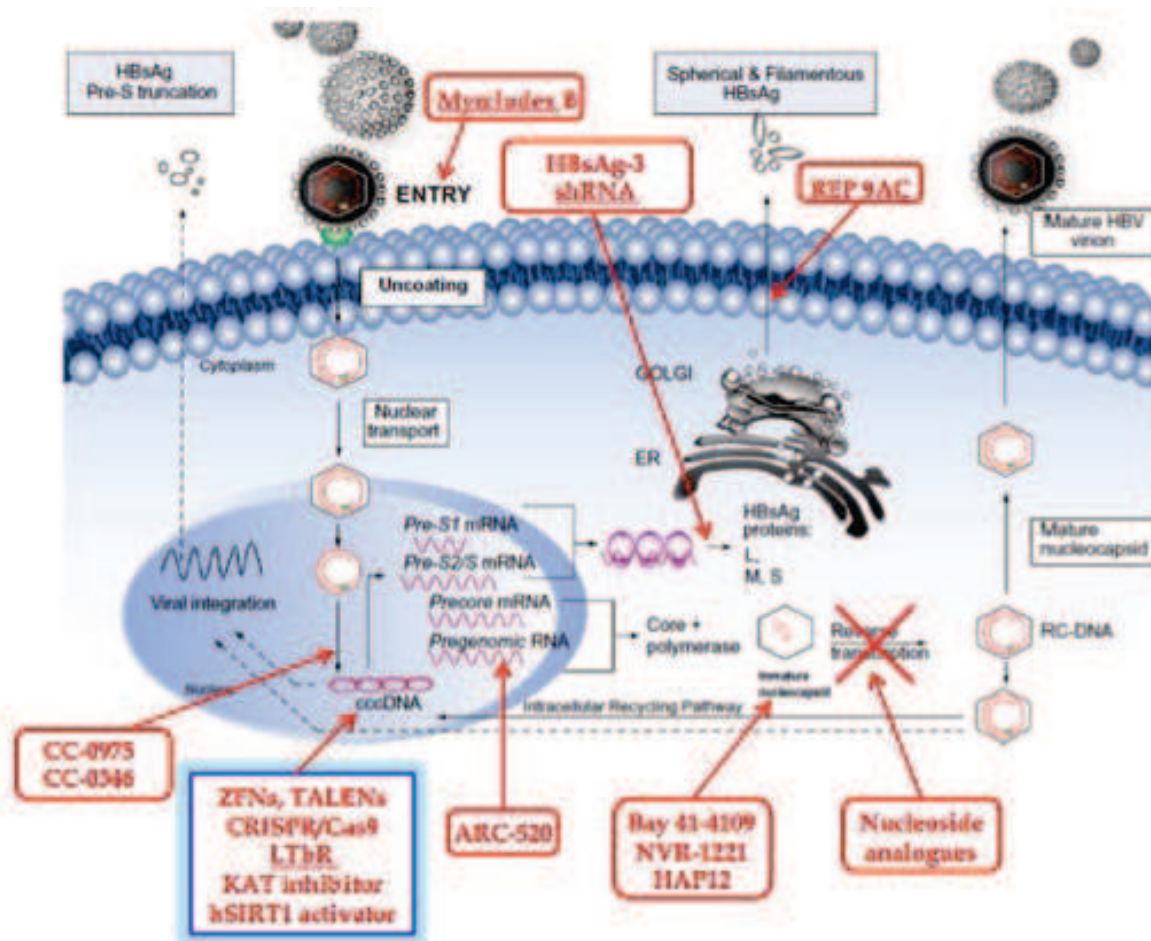 HBsAg
Pre-S truncation
Myrcludex B
Spherical & Filamentous
HBsAg
HBsAg-3
shRNA
REP 9AC
ENTRY
Mature HBV
virion
Uncoating
Cytoplasm
GOLGI
Nuclear
transport
ER
HBsAg
proteins:
L,
M, S
Pre-S1 mRNA
Pre-S2/S mRNA
Precore mRNA
Pregenomic RNA
Mature
nucleocapsid
Viral integration
Core +
polymerase
Reverse
transcription
RC-DNA
Immature
nucleocapsid
cccDNA
Intracellular Recycling Pathway
CC-0975
CC-0346
ZFNs, TALENs
CRISPR/Cas9
LTbR
KAT inhibitor
hSIRT1 activator
ARC-520
Bay 41-4109
NVR-1221
HAP12
Nucleoside
analogues